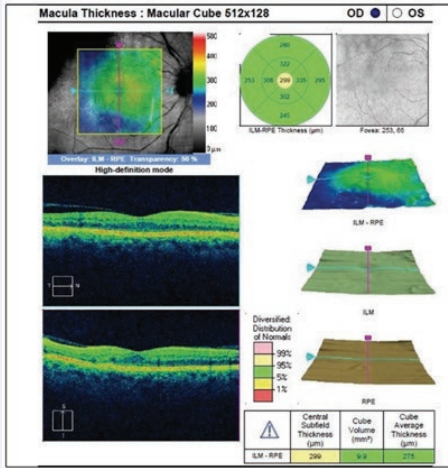 Macula Thickness : Macular Cube 512x128
OD
OS
500
400
300
200
100
0 µm
Overlay: ILM - RPE Transparency: 50 %
High-definition mode
280
322
253 306 299 335 295
302
245
ILM-RPE Thickness (µm)
Fovea: 253, 66
ILM - RPE
T N
ILM
S
I
Diversified:
Distribution
of Normals
99%
95%
5%
1%
RPE
Central Subfield Thickness (µm)
Cube Volume (mm³)
Cube Average Thickness (µm)
ILM - RPE 299 9.9 275